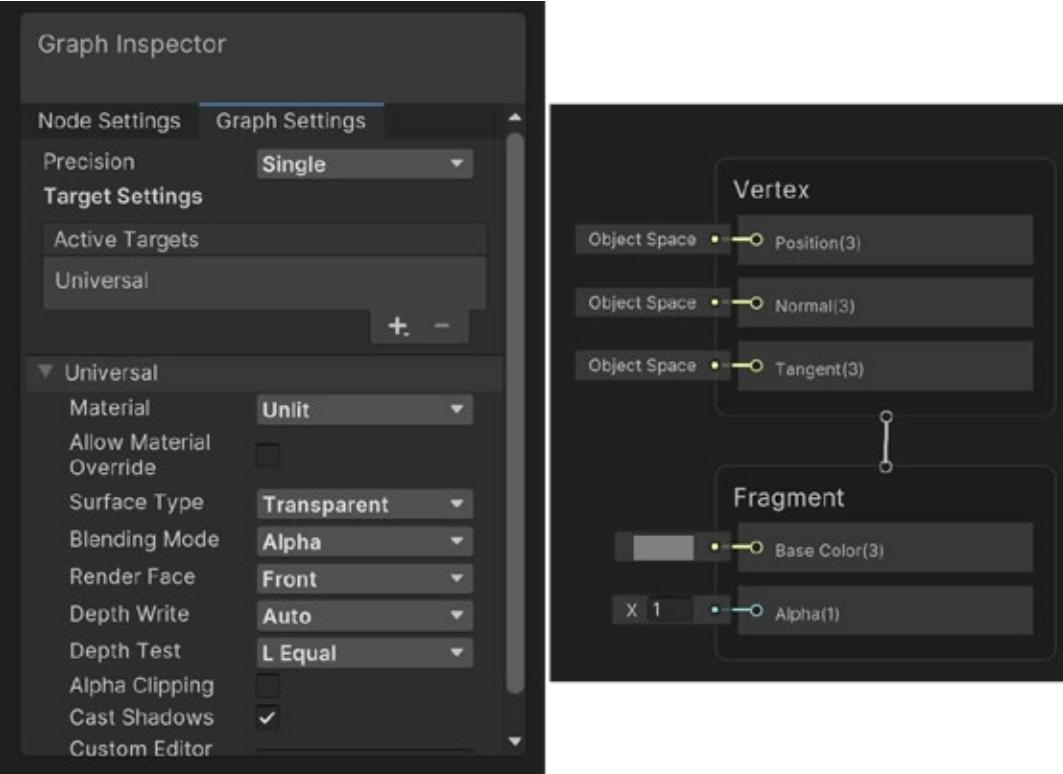 Graph Inspector
Node Settings Graph Settings
Precision Single
Target Settings
Active Targets
Universal
+ -
Universal
Material Unlit
Allow Material
Override
Surface Type Transparent
Blending Mode Alpha
Render Face Front
Depth Write Auto
Depth Test L Equal
Alpha Clipping
Cast Shadows
Custom Editor
Vertex
Object Space Position(3)
Object Space Normal(3)
Object Space Tangent(3)
Fragment
Base Color(3)
X 1 Alpha(1)